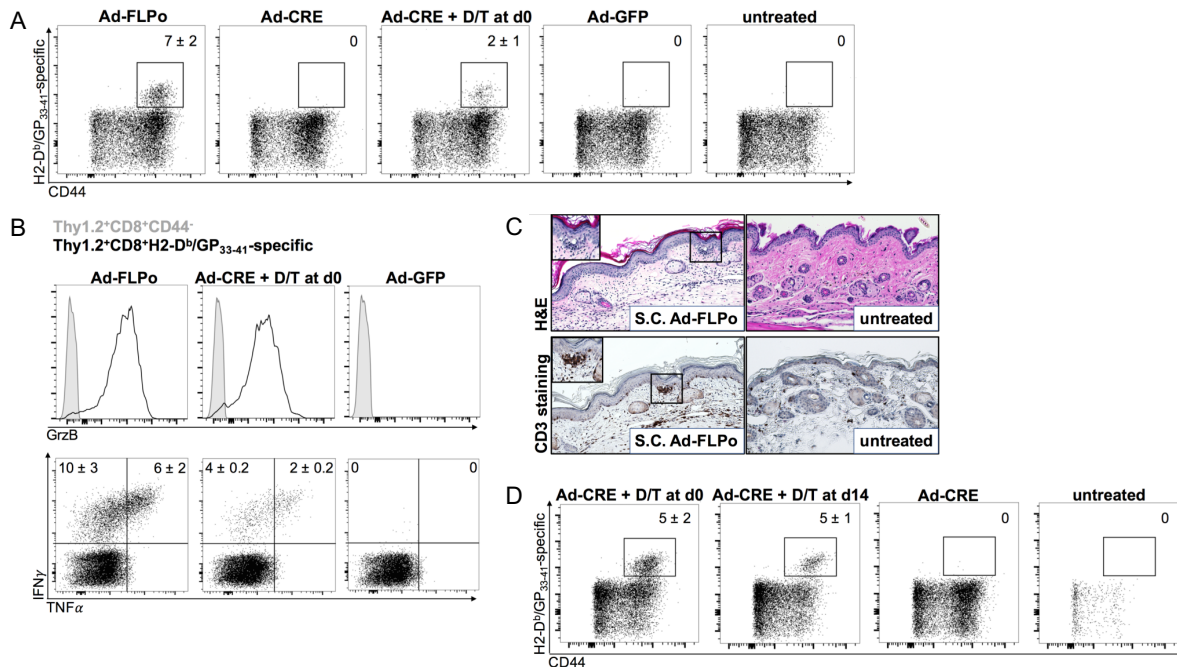 A
Ad-FLPo
Ad-CRE
Ad-CRE + D/T at d0
Ad-GFP
untreated
7 ± 2
0
2 ± 1
0
0
H2-Dᵇ/GP₃₃₋₄₁-specific
CD44
B
Thy1.2⁺CD8⁺CD44⁻
Thy1.2⁺CD8⁺H2-Dᵇ/GP₃₃₋₄₁-specific
Ad-FLPo
Ad-CRE + D/T at d0
Ad-GFP
GrzB
10 ± 3
6 ± 2
4 ± 0.2
2 ± 0.2
0
0
IFNγ
TNFα
C
H&E
S.C. Ad-FLPo
untreated
CD3 staining
S.C. Ad-FLPo
untreated
D
Ad-CRE + D/T at d0
Ad-CRE + D/T at d14
Ad-CRE
untreated
5 ± 2
5 ± 1
0
0
H2-Dᵇ/GP₃₃₋₄₁-specific
CD44